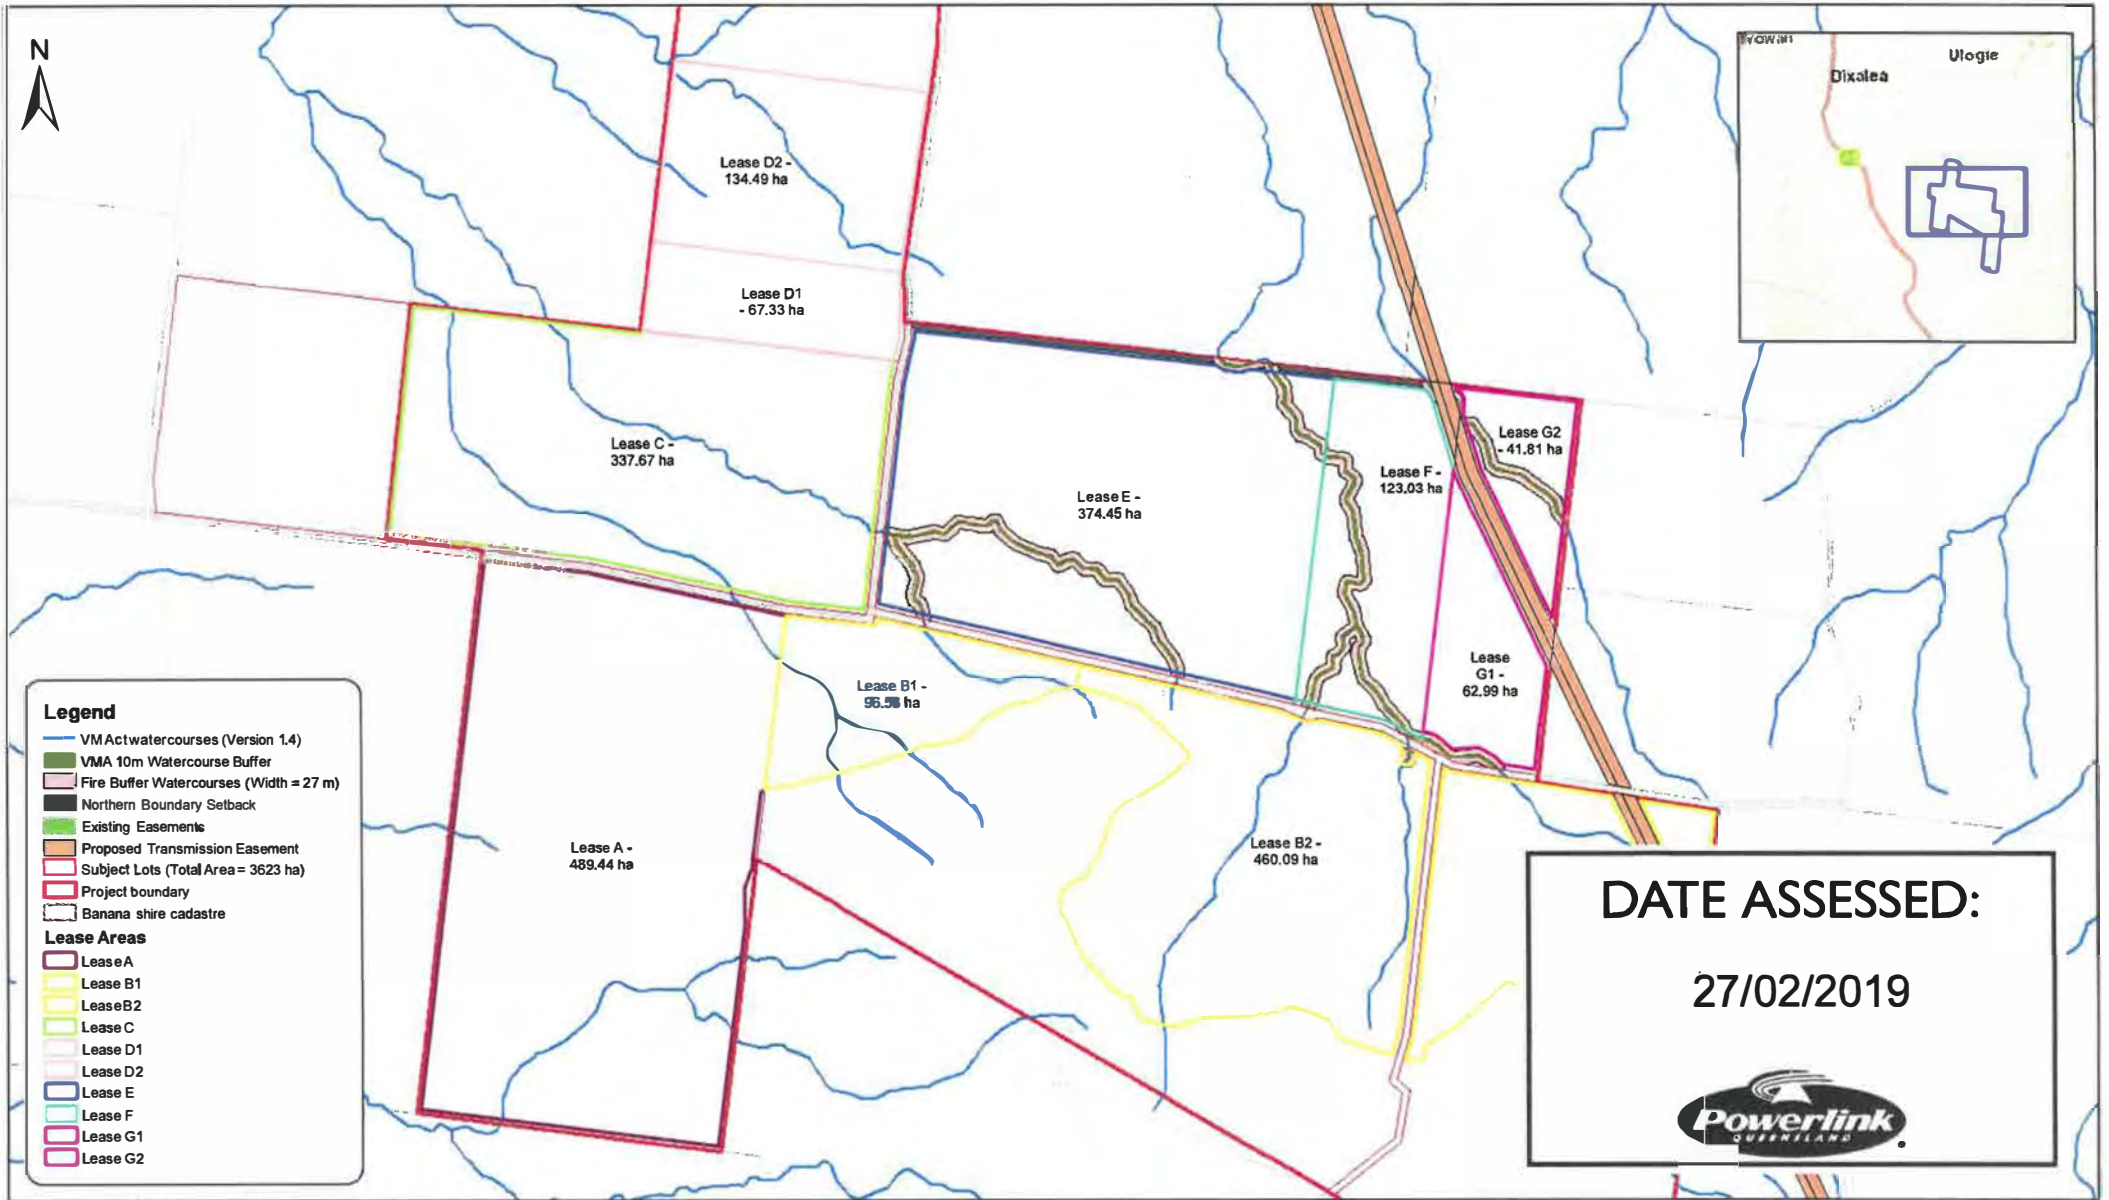 N
Dixalea
Ulogie
Lease D2 -
134.49 ha
Lease D1
- 67.33 ha
Lease C -
337.67 ha
Lease E -
374.45 ha
Lease F -
123.03 ha
Lease G2
- 41.81 ha
Lease
G1 -
62.99 ha
Lease B1 -
ha
Lease A -
489.44 ha
Lease B2 -
460.09 ha
Legend
VM Act watercourses (Version 1.4)
VMA 10m Watercourse Buffer
Fire Buffer Watercourses (Width = 27 m)
Northern Boundary Setback
Existing Easements
Proposed Transmission Easement
Subject Lots (Total Area = 3623 ha)
Project boundary
Banana shire cadastre
Lease Areas
Lease A
Lease B1
Lease B2
Lease C
Lease D1
Lease D2
Lease E
Lease F
Lease G1
Lease G2
DATE ASSESSED:
27/02/2019
Powerlink
QUEENSLAND